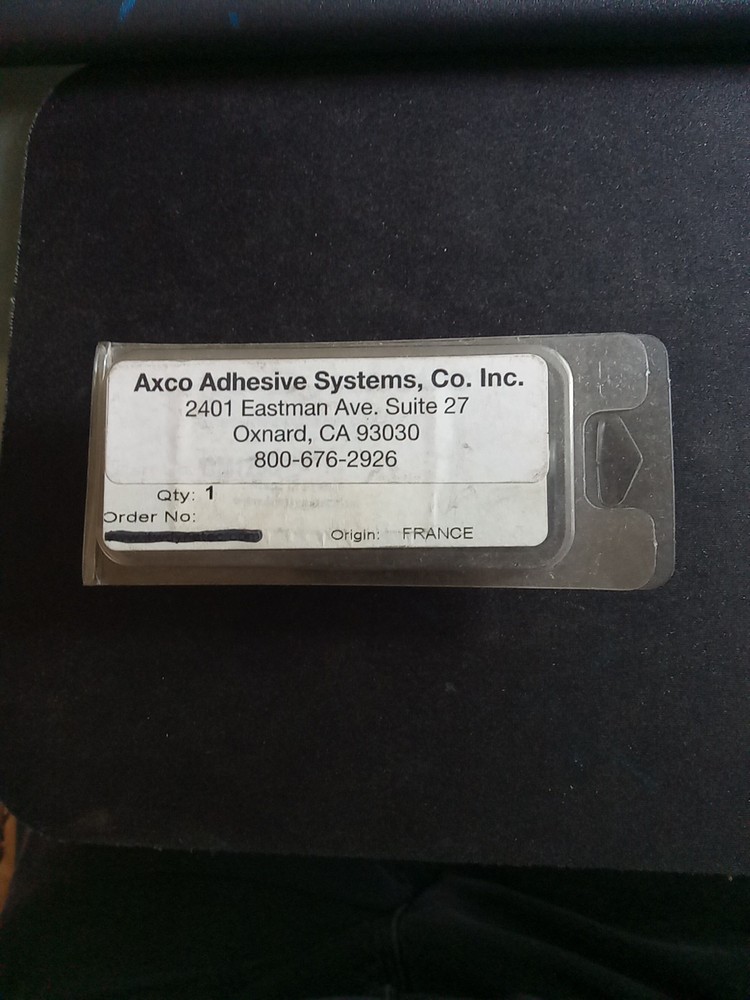 Axco Adhesive Systems, Co. Inc.
2401 Eastman Ave. Suite 27
Oxnard, CA 93030
800-676-2926
Qty: 1
Order No:
Origin: FRANCE